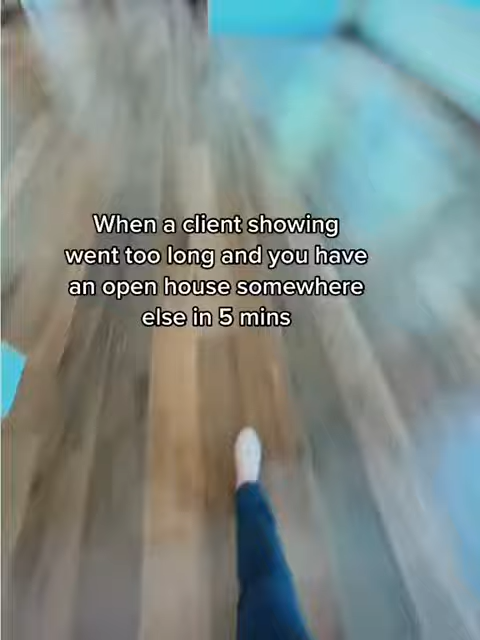 When a client showing
went too long and you have
an open house somewhere
else in 5 mins